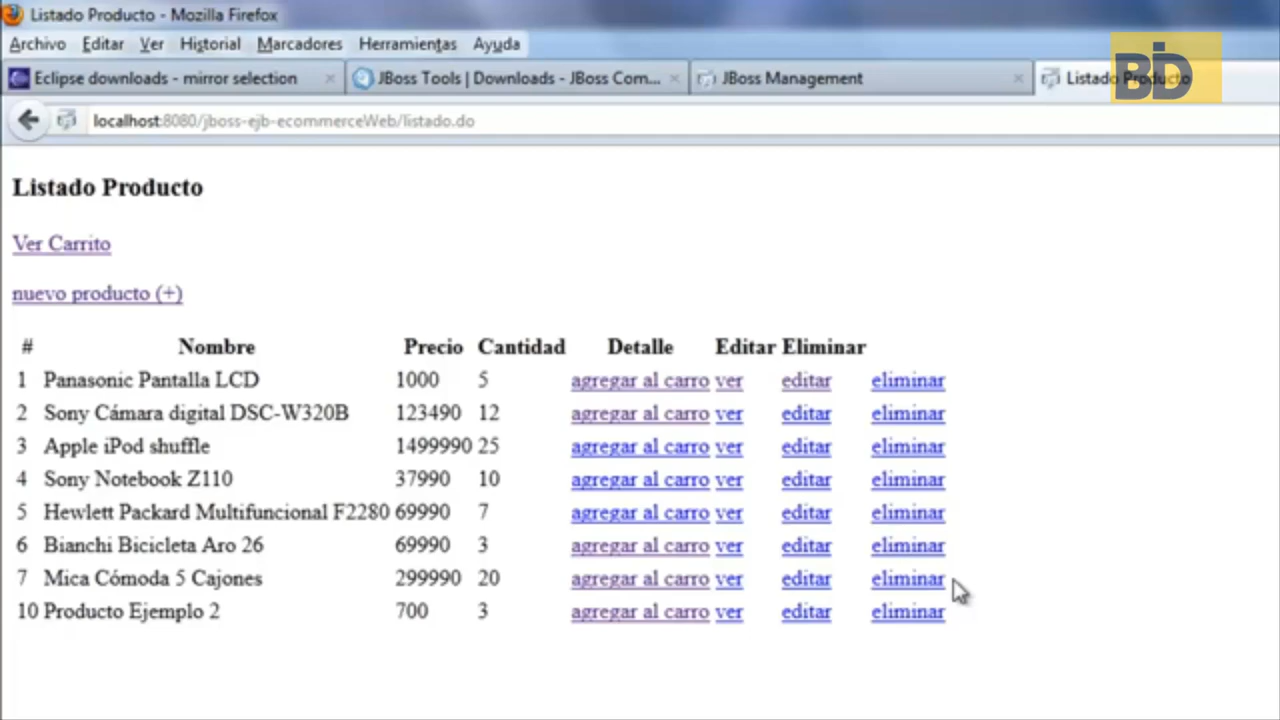 Listado Producto - Mozilla Firefox
Archivo Editar Ver Historial Marcadores Herramientas Ayuda
Eclipse downloads - mirror selection × JBoss Tools | Downloads - JBoss Com... × JBoss Management × Listado Producto
BID
localhost:8080/jboss-ejb-ecommerceWeb/listado.do
Listado Producto
Ver Carrito
nuevo producto (+)
# Nombre Precio Cantidad Detalle Editar Eliminar
1 Panasonic Pantalla LCD 1000 5 agregar al carro ver editar eliminar
2 Sony Cámara digital DSC-W320B 123490 12 agregar al carro ver editar eliminar
3 Apple iPod shuffle 1499990 25 agregar al carro ver editar eliminar
4 Sony Notebook Z110 37990 10 agregar al carro ver editar eliminar
5 Hewlett Packard Multifuncional F2280 69990 7 agregar al carro ver editar eliminar
6 Bianchi Bicicleta Aro 26 69990 3 agregar al carro ver editar eliminar
7 Mica Cómoda 5 Cajones 299990 20 agregar al carro ver editar eliminar
10 Producto Ejemplo 2 700 3 agregar al carro ver editar eliminar